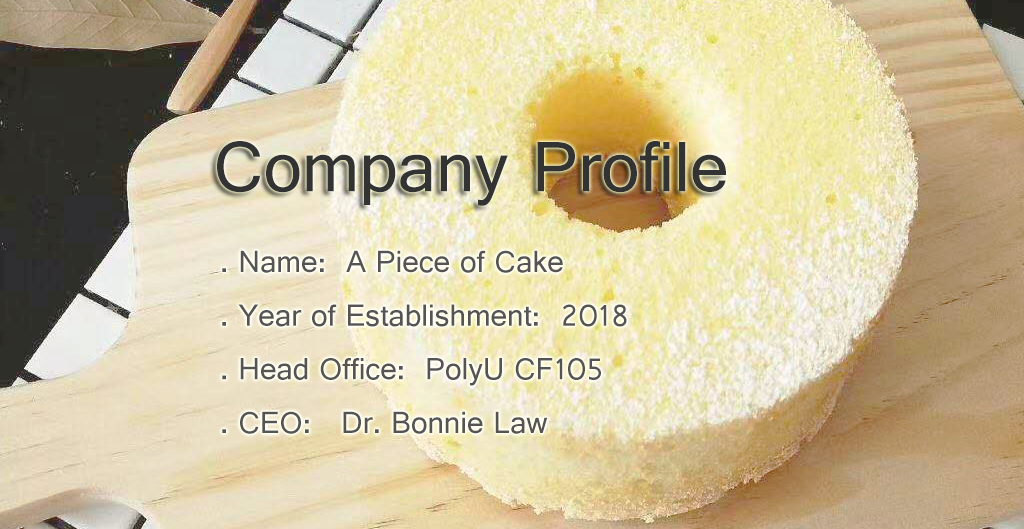 Company Profile
. Name: A Piece of Cake
. Year of Establishment: 2018
. Head Office: PolyU CF105
. CEO: Dr. Bonnie Law